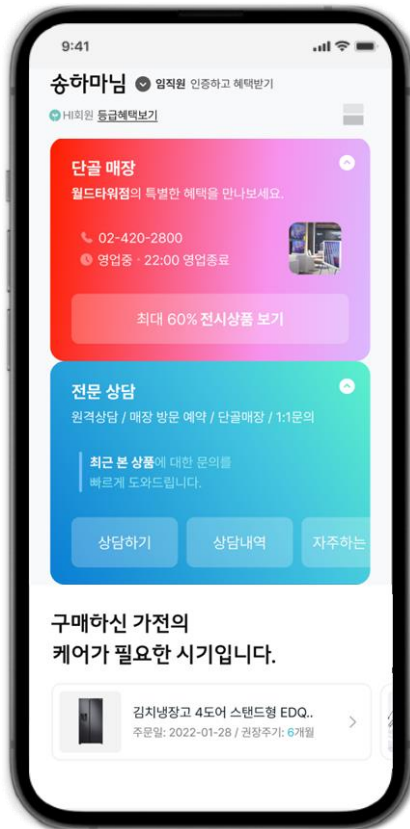 9:41
송하마님 임직원 인증하고 혜택받기
HI회원 등급혜택보기
단골 매장
월드타워점의 특별한 혜택을 만나보세요.
02-420-2800
영업중 · 22:00 영업종료
최대 60% 전시상품 보기
전문 상담
원격상담 / 매장 방문 예약 / 단골매장 / 1:1문의
최근 본 상품에 대한 문의를
빠르게 도와드립니다.
상담하기 상담내역 자주하는
구매하신 가전의
케어가 필요한 시기입니다.
김치냉장고 4도어 스탠드형 EDQ..
주문일: 2022-01-28 / 권장주기: 6개월